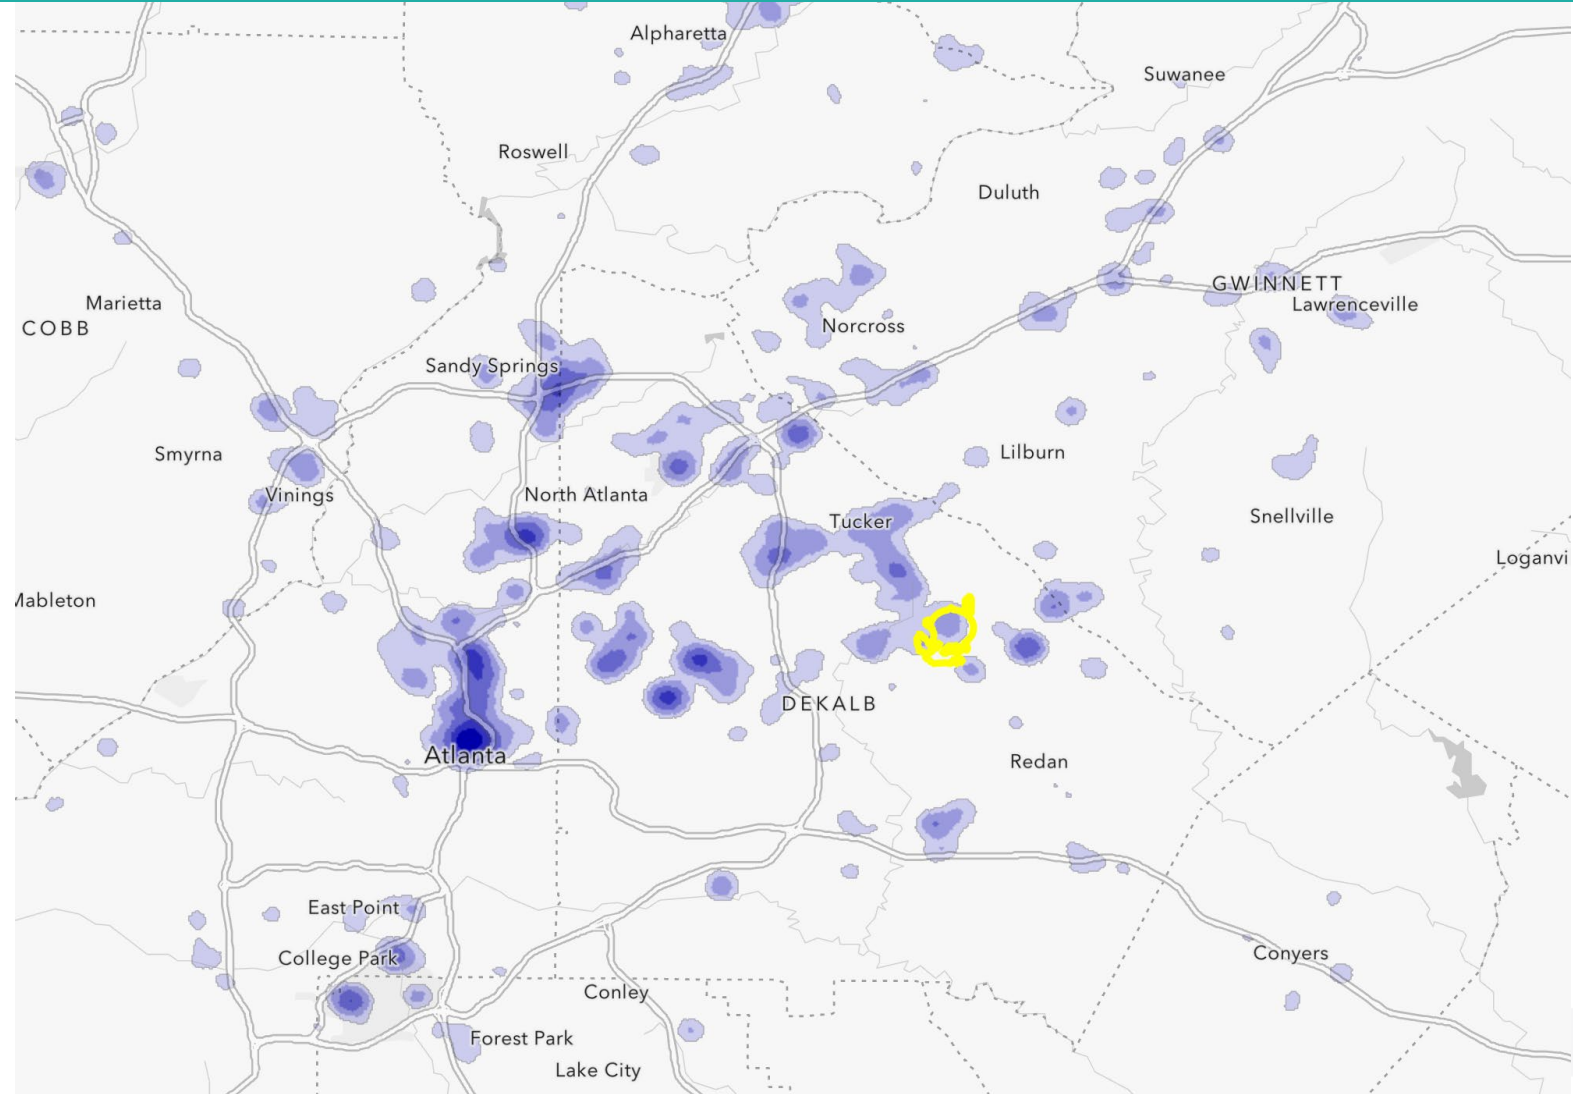 Alpharetta
Suwanee
Roswell
Duluth
GWINNETT
Marietta
Lawrenceville
COBB
Norcross
Sandy Springs
Smyrna
Lilburn
Vinings
North Atlanta
Tucker
Snellville
Loganvi
Mableton
DEKALB
Atlanta
Redan
East Point
College Park
Conyers
Conley
Forest Park
Lake City